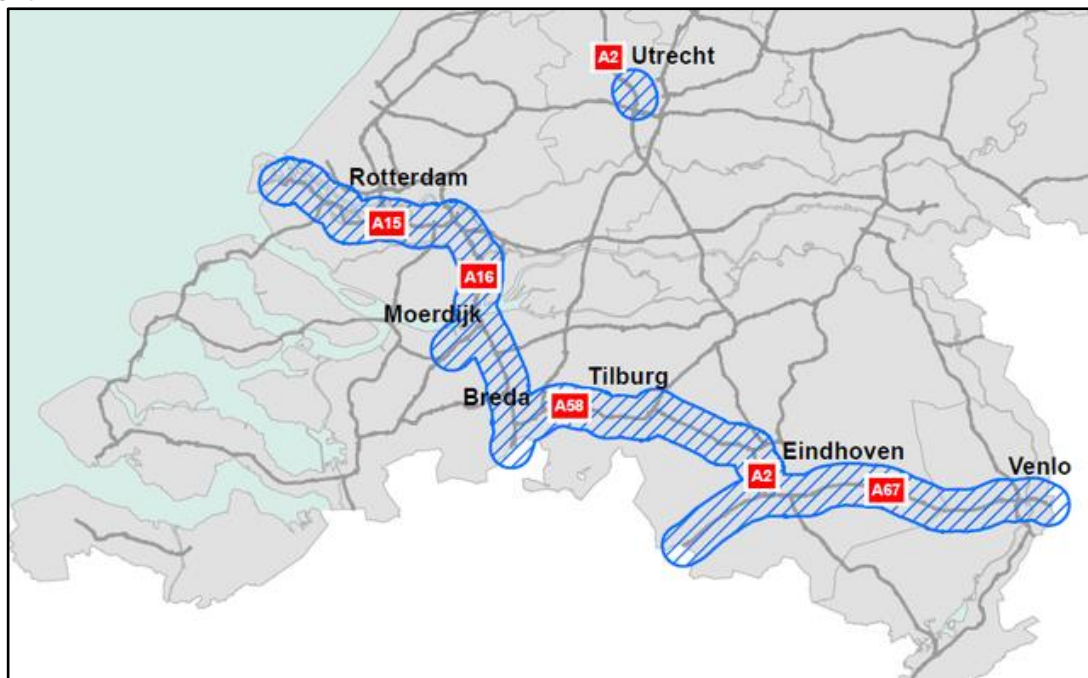 A2
Utrecht
Rotterdam
A15
A16
Moerdijk
Tilburg
Breda
A58
Eindhoven
A2
Venlo
A67